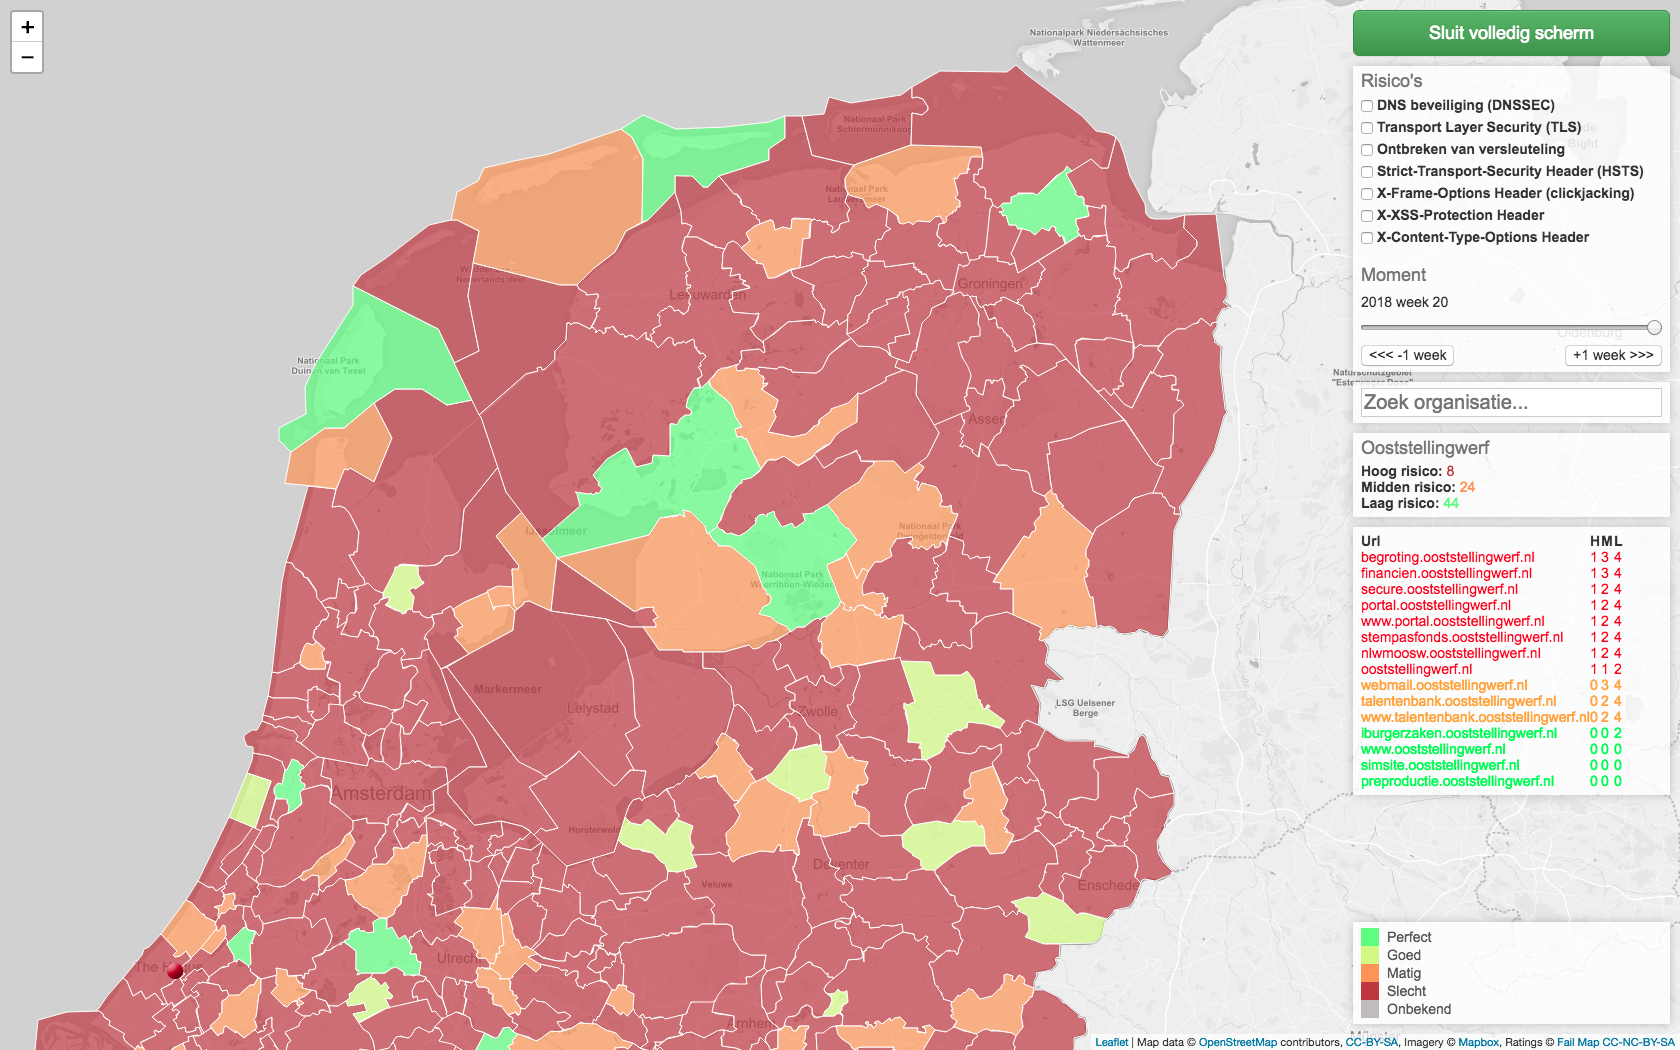 +
−
Nationalpark Niedersächsisches
Wattenmeer
Nationaal Park
Schiermonnikoog
Nationaal Park
Lauwersmeer
Nederlands deel
Leeuwarden
Groningen
Nationaal Park
Duinen van Texel
Assen
IJsselmeer
Nationaal Park
Nationaal Park
Weerribben-Wieden
Markermeer
Lelystad
Zwolle
LSG Uelsener
Berge
Amsterdam
Horsterwold
Deventer
Veluwe
Enschede
The Hague
Utrecht
Arnhem
Oldenburg
Naturschutzgebiet
Sluit volledig scherm
Risico's
DNS beveiliging (DNSSEC)
Transport Layer Security (TLS)
Ontbreken van versleuteling
Strict-Transport-Security Header (HSTS)
X-Frame-Options Header (clickjacking)
X-XSS-Protection Header
X-Content-Type-Options Header
Moment
2018 week 20
<<< -1 week
+1 week >>>
Zoek organisatie...
Ooststellingwerf
Hoog risico: 8
Midden risico: 24
Laag risico: 44
Url H M L
begroting.ooststellingwerf.nl 1 3 4
financien.ooststellingwerf.nl 1 3 4
secure.ooststellingwerf.nl 1 2 4
portal.ooststellingwerf.nl 1 2 4
www.portal.ooststellingwerf.nl 1 2 4
stempasfonds.ooststellingwerf.nl 1 2 4
nlwmoosw.ooststellingwerf.nl 1 2 4
ooststellingwerf.nl 1 1 2
webmail.ooststellingwerf.nl 0 3 4
talentenbank.ooststellingwerf.nl 0 2 4
www.talentenbank.ooststellingwerf.nl 0 2 4
iburgerzaken.ooststellingwerf.nl 0 0 2
www.ooststellingwerf.nl 0 0 0
simsite.ooststellingwerf.nl 0 0 0
preproductie.ooststellingwerf.nl 0 0 0
Perfect
Goed
Matig
Slecht
Onbekend
Leaflet | Map data © OpenStreetMap contributors, CC-BY-SA, Imagery © Mapbox, Ratings © Fail Map CC-NC-BY-SA